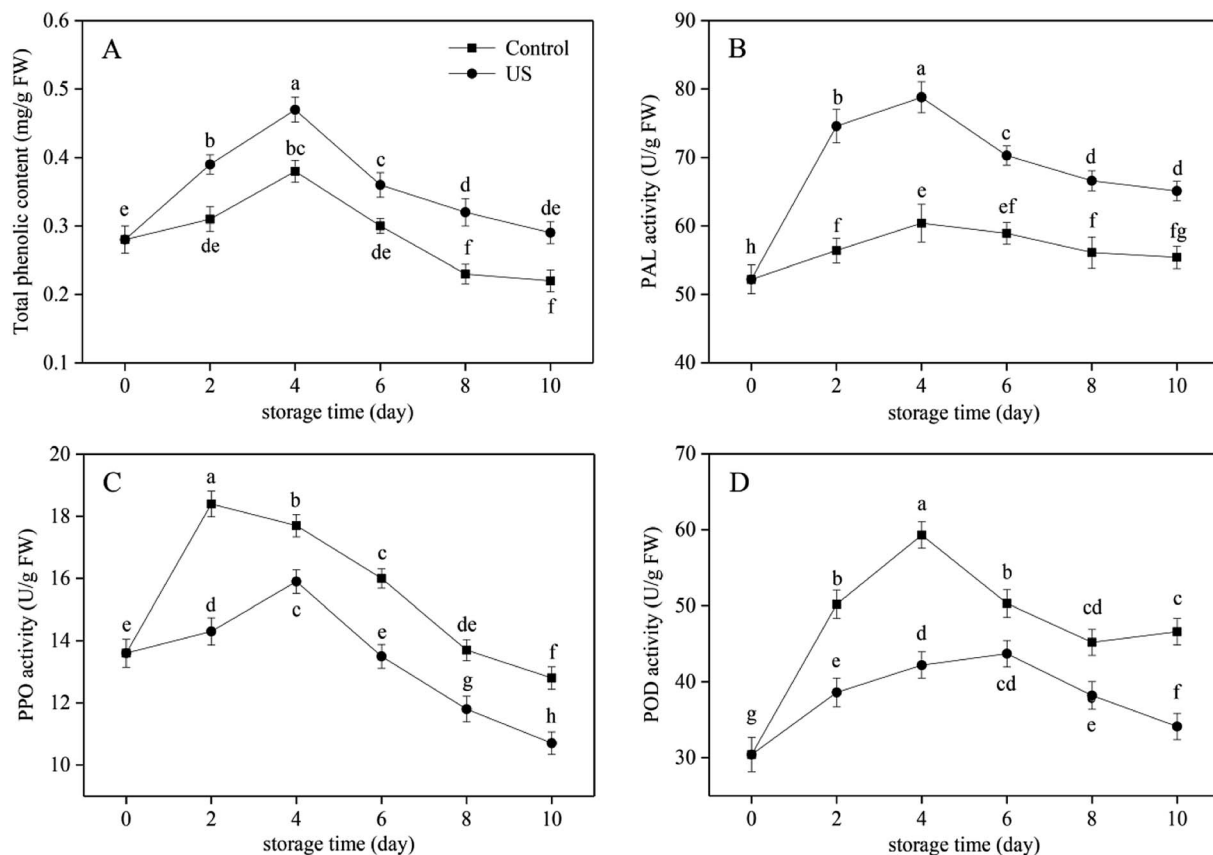 A
Control
US
Total phenolic content (mg/g FW)
0.6
0.5
0.4
0.3
0.2
0.1
e
b
a
bc
c
d
de
de
de
f
f
0
2
4
6
8
10
storage time (day)
B
PAL activity (U/g FW)
90
80
70
60
50
40
h
b
a
c
d
d
f
e
ef
f
fg
0
2
4
6
8
10
storage time (day)
C
PPO activity (U/g FW)
20
18
16
14
12
10
e
a
b
c
de
f
d
c
e
g
h
0
2
4
6
8
10
storage time (day)
D
POD activity (U/g FW)
70
60
50
40
30
g
b
a
b
cd
c
e
d
cd
e
f
0
2
4
6
8
10
storage time (day)